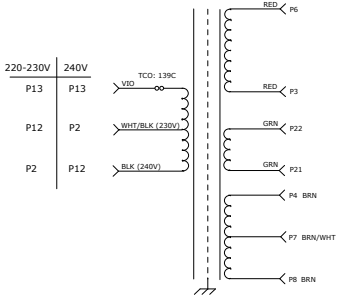 RED P6
220-230V 240V
TCO: 139C
P13 P13 VIO
RED P3
P12 P2 WHT/BLK (230V)
GRN P22
P2 P12 BLK (240V)
GRN P21
P4 BRN
P7 BRN/WHT
P8 BRN